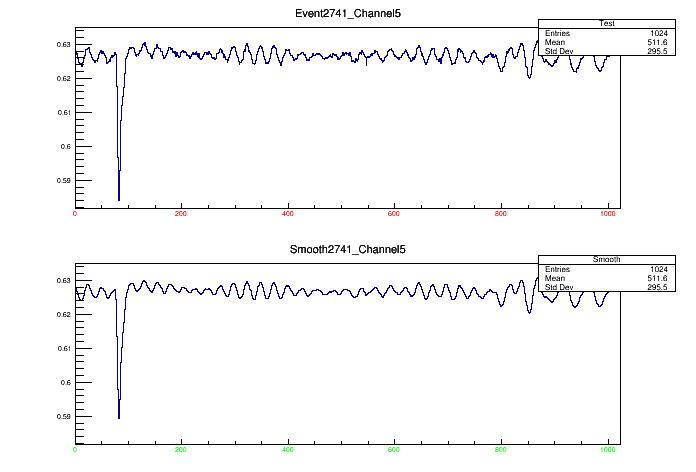 Event2741_Channel5
Test
Entries 1024
Mean 511.6
Std Dev 295.5
0.63
0.62
0.61
0.6
0.59
0 200 400 600 800 1000
Smooth2741_Channel5
Smooth
Entries 1024
Mean 511.6
Std Dev 295.5
0.63
0.62
0.61
0.6
0.59
0 200 400 600 800 1000